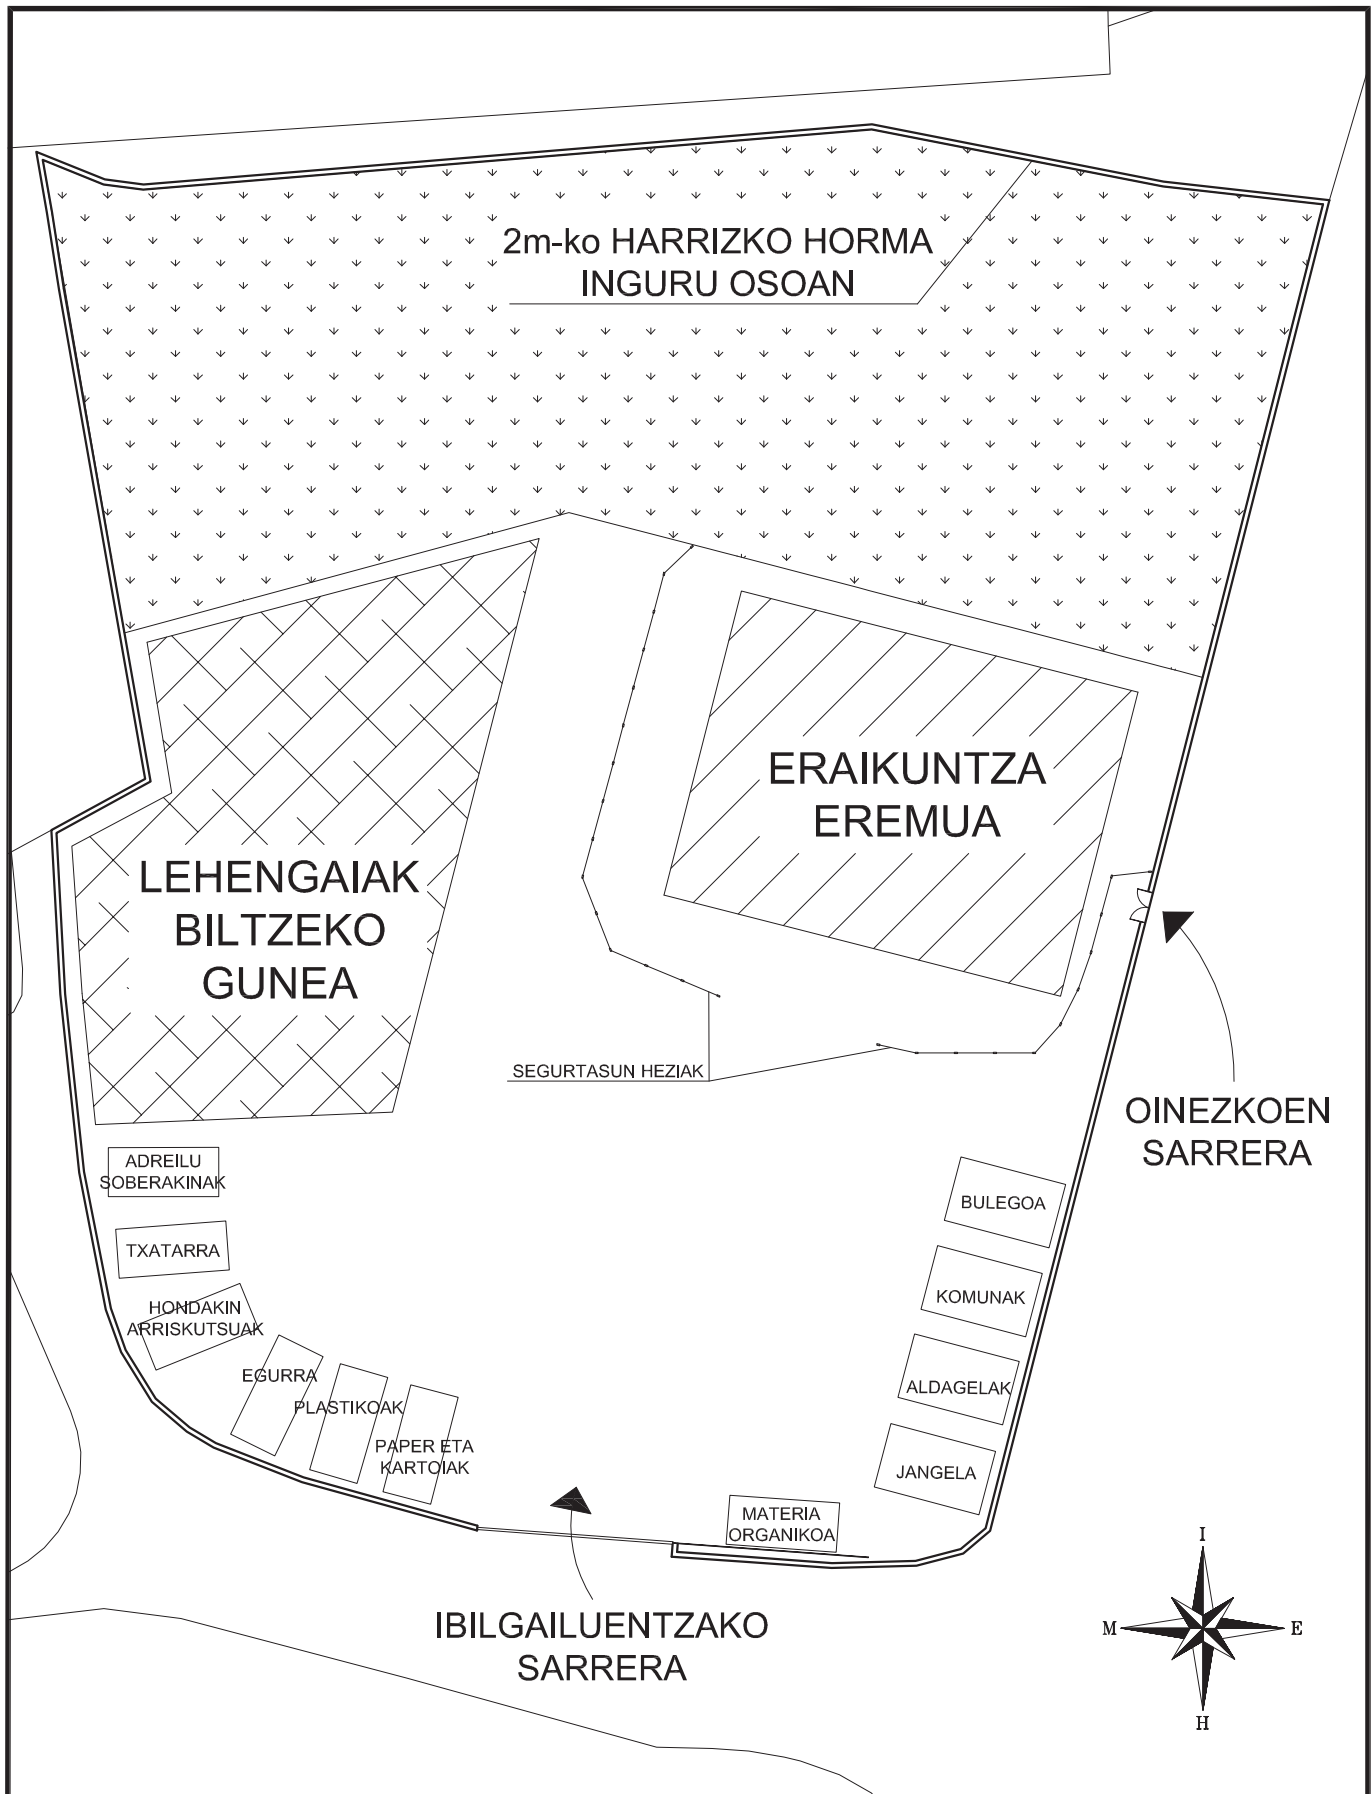 2m-ko HARRIZKO HORMA
INGURU OSOAN
ERAIKUNTZA
EREMUA
LEHENGAIAK
BILTZEKO
GUNEA
SEGURTASUN HEZIAK
OINEZKOEN
SARRERA
ADREILU
SOBERAKINAK
TXATARRA
HONDAKIN
ARRISKUTSUAK
EGURRA
PLASTIKOAK
PAPER ETA
KARTOIAK
BULEGOA
KOMUNAK
ALDAGELAK
JANGELA
MATERIA
ORGANIKOA
IBILGAILUENTZAKO
SARRERA
I
M
E
H